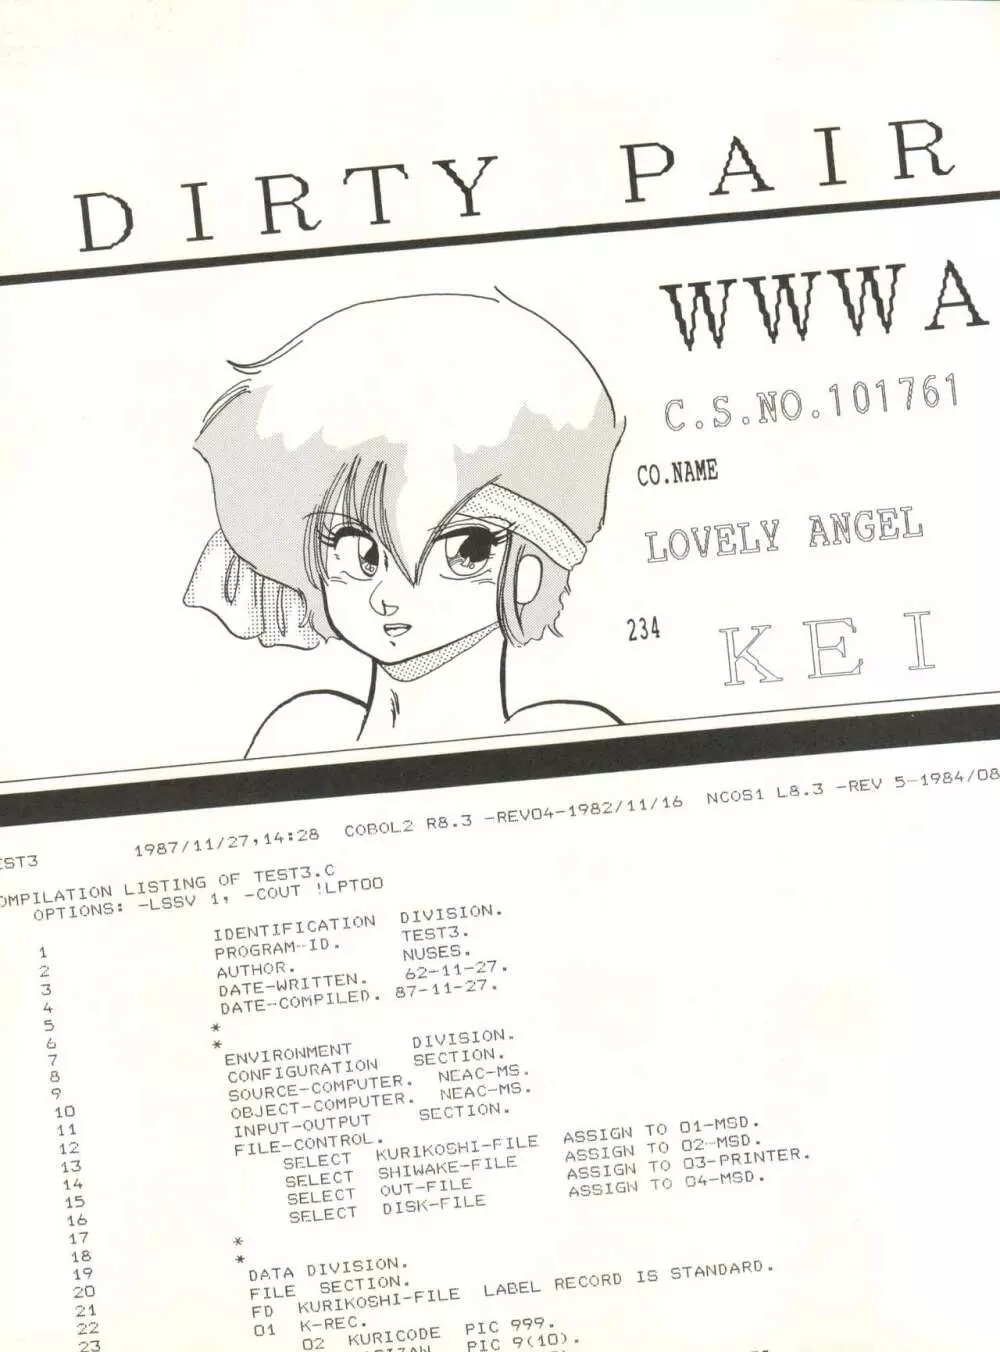 DIRTY PAIR
WWWA
C.S.NO.101761
CO.NAME
LOVELY ANGEL
234
KEI
EST3 1987/11/27,14:28 COBOL2 R8.3 -REV04-1982/11/16 NCOS1 L8.3 -REV 5-1984/08
OMPILATION LISTING OF TEST3.C
OPTIONS: -LSSV 1, -COUT !LPT00
1 IDENTIFICATION DIVISION.
2 PROGRAM-ID. TEST3.
3 AUTHOR. NUSES.
4 DATE-WRITTEN. 62-11-27.
5 DATE-COMPILED. 87-11-27.
6 *
7 *
8 ENVIRONMENT DIVISION.
9 CONFIGURATION SECTION.
10 SOURCE-COMPUTER. NEAC-MS.
11 OBJECT-COMPUTER. NEAC-MS.
12 INPUT-OUTPUT SECTION.
13 FILE-CONTROL.
14 SELECT KURIKOSHI-FILE ASSIGN TO 01-MSD.
15 SELECT SHIWAKE-FILE ASSIGN TO 02-MSD.
16 SELECT OUT-FILE ASSIGN TO 03-PRINTER.
17 SELECT DISK-FILE ASSIGN TO 04-MSD.
18 *
19 *
20 DATA DIVISION.
21 FILE SECTION.
22 FD KURIKOSHI-FILE LABEL RECORD IS STANDARD.
23 01 K-REC.
02 KURICODE PIC 999.
PIC 9(10).